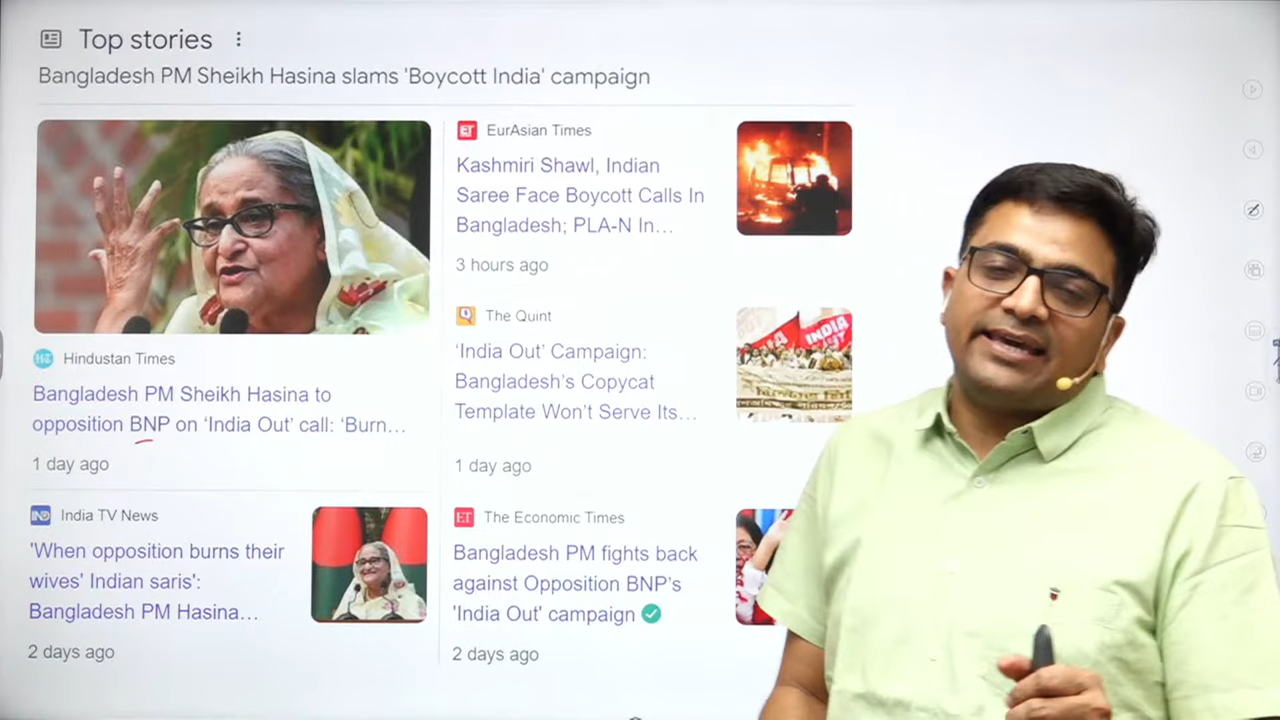 Top stories
Bangladesh PM Sheikh Hasina slams 'Boycott India' campaign
Hindustan Times
Bangladesh PM Sheikh Hasina to
opposition BNP on ‘India Out’ call: ‘Burn...
1 day ago
India TV News
'When opposition burns their
wives' Indian saris':
Bangladesh PM Hasina...
2 days ago
ET
EurAsian Times
Kashmiri Shawl, Indian
Saree Face Boycott Calls In
Bangladesh; PLA-N In...
3 hours ago
The Quint
‘India Out’ Campaign:
Bangladesh’s Copycat
Template Won’t Serve Its...
1 day ago
INDIA
ET
The Economic Times
Bangladesh PM fights back
against Opposition BNP’s
'India Out' campaign
2 days ago